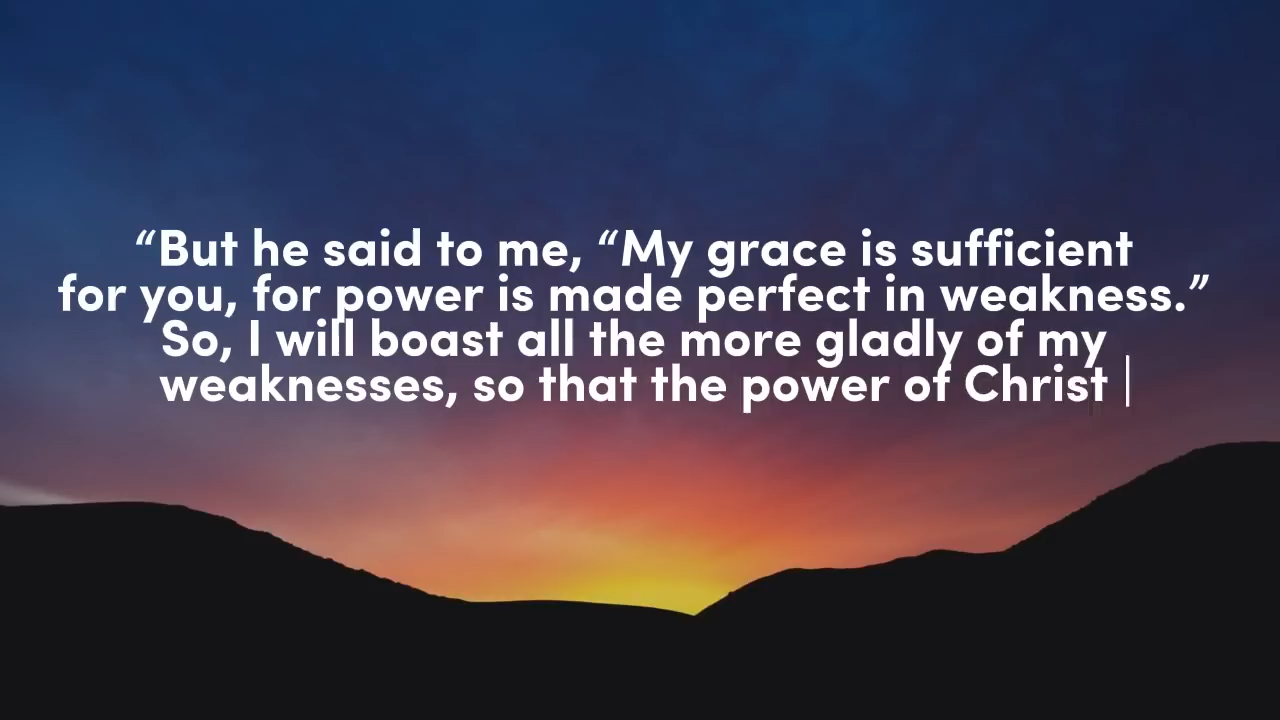 “But he said to me, “My grace is sufficient
for you, for power is made perfect in weakness.”
So, I will boast all the more gladly of my
weaknesses, so that the power of Christ